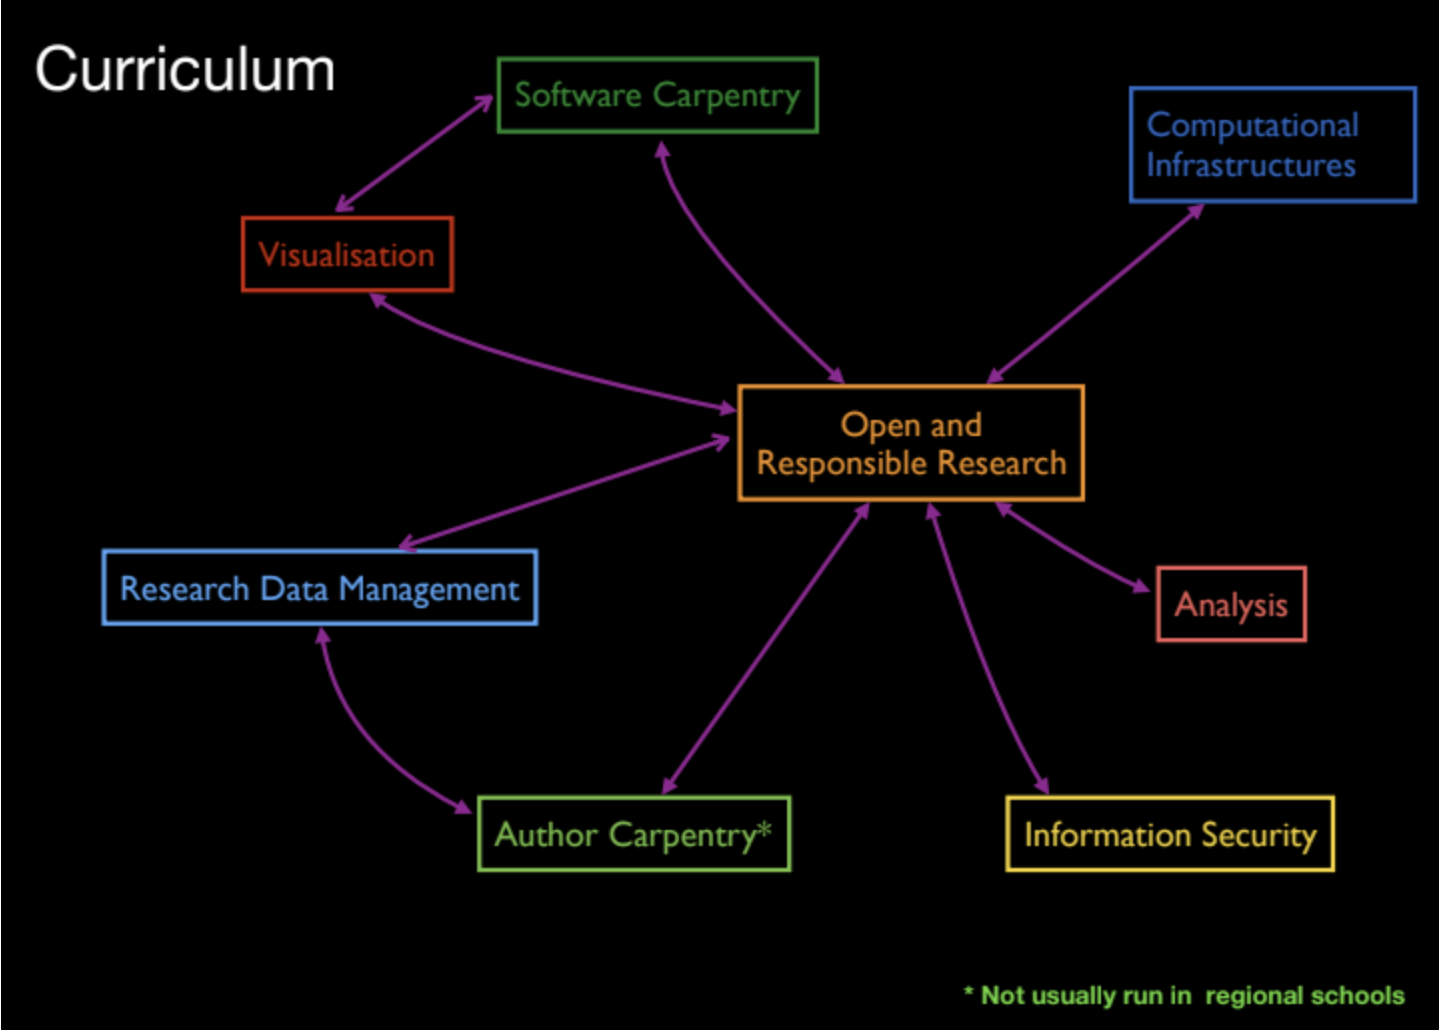 Curriculum
Software Carpentry
Computational
Infrastructures
Visualisation
Open and
Responsible Research
Research Data Management
Analysis
Author Carpentry*
Information Security
* Not usually run in  regional schools